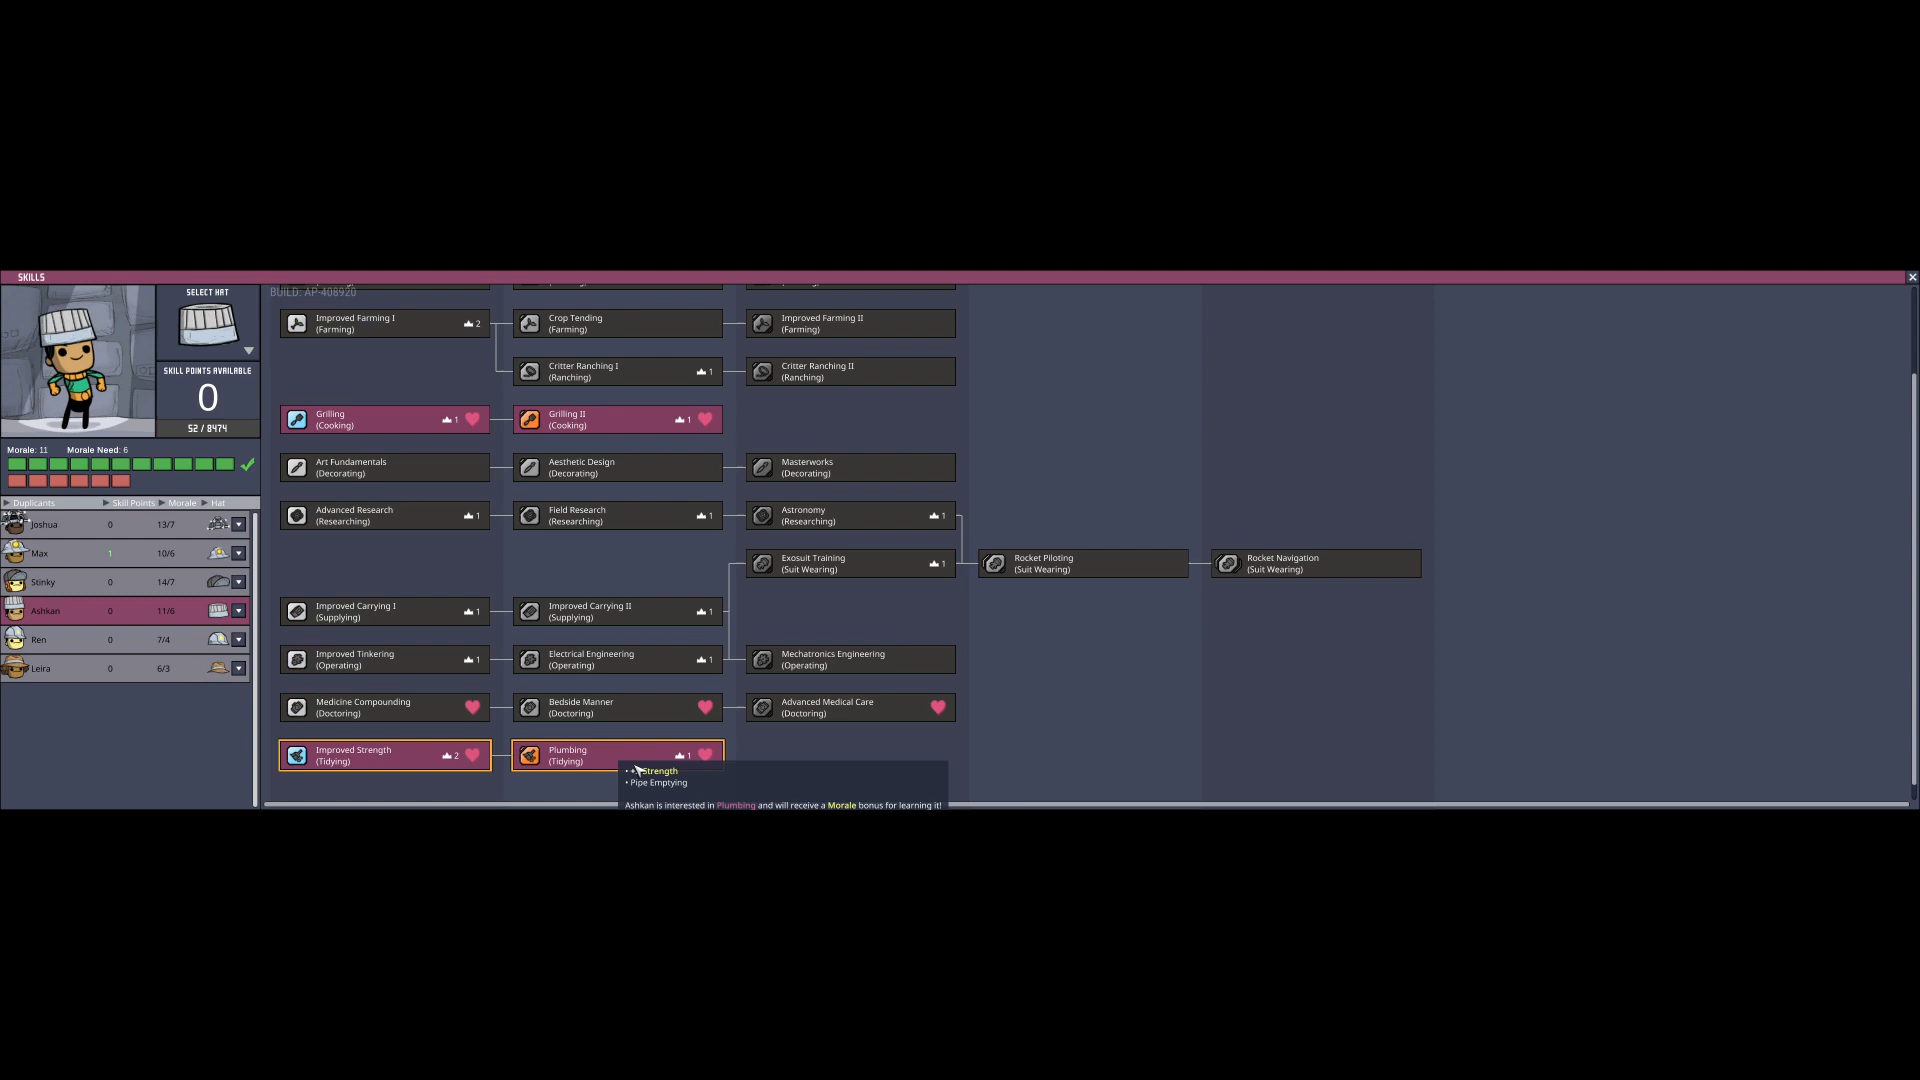 SKILLS
SELECT HAT
SKILL POINTS AVAILABLE
0
52 / 8474
Morale: 11 Morale Need: 6
Duplicants Skill Points Morale Hat
Joshua 0 13/7
Max 1 10/6
Stinky 0 14/7
Ashkan 0 11/6
Ren 0 7/4
Leira 0 6/3
BUILD: AP-408920
Improved Farming I
(Farming)
2
Crop Tending
(Farming)
Improved Farming II
(Farming)
Critter Ranching I
(Ranching)
1
Critter Ranching II
(Ranching)
Grilling
(Cooking)
1
Grilling II
(Cooking)
1
Art Fundamentals
(Decorating)
Aesthetic Design
(Decorating)
Masterworks
(Decorating)
Advanced Research
(Researching)
1
Field Research
(Researching)
1
Astronomy
(Researching)
1
Exosuit Training
(Suit Wearing)
1
Rocket Piloting
(Suit Wearing)
Rocket Navigation
(Suit Wearing)
Improved Carrying I
(Supplying)
1
Improved Carrying II
(Supplying)
1
Improved Tinkering
(Operating)
1
Electrical Engineering
(Operating)
1
Mechatronics Engineering
(Operating)
Medicine Compounding
(Doctoring)
Bedside Manner
(Doctoring)
Advanced Medical Care
(Doctoring)
Improved Strength
(Tidying)
2
Plumbing
(Tidying)
1
Strength
• Pipe Emptying
Ashkan is interested in Plumbing and will receive a Morale bonus for learning it!